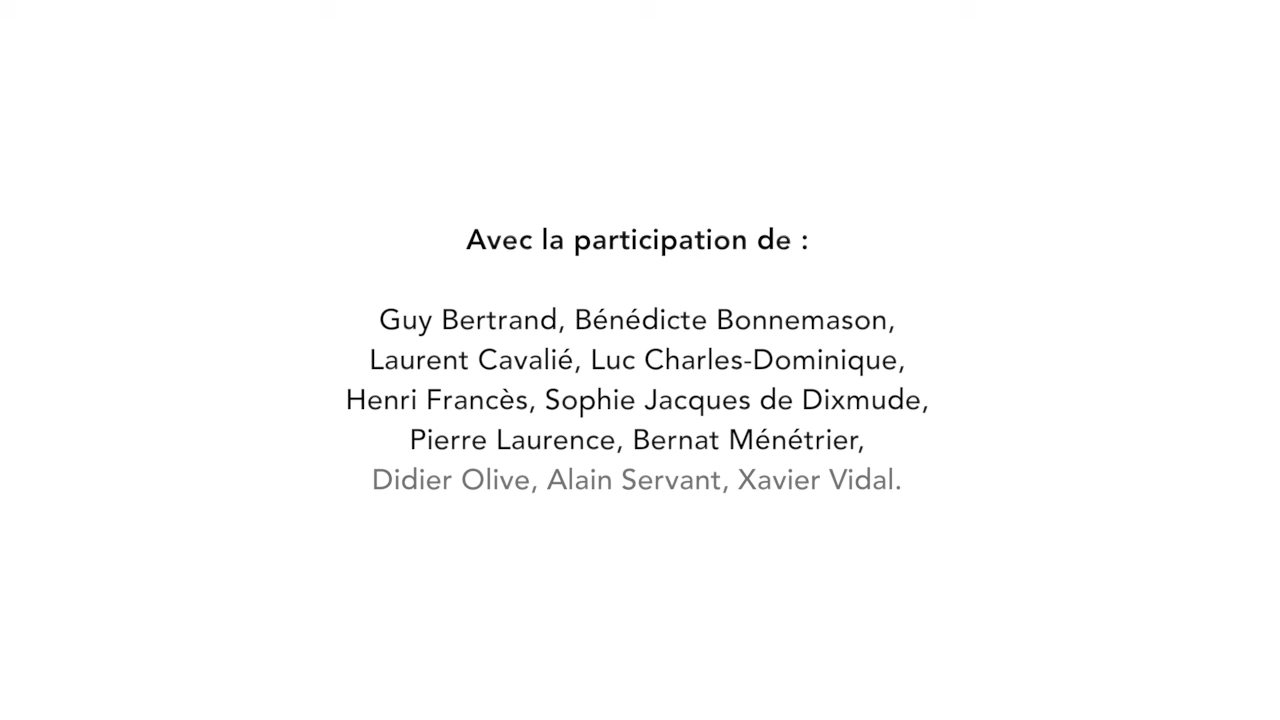 Avec la participation de :
Guy Bertrand, Bénédicte Bonnemason,
Laurent Cavalié, Luc Charles-Dominique,
Henri Francès, Sophie Jacques de Dixmude,
Pierre Laurence, Bernat Ménétrier,
Didier Olive, Alain Servant, Xavier Vidal.